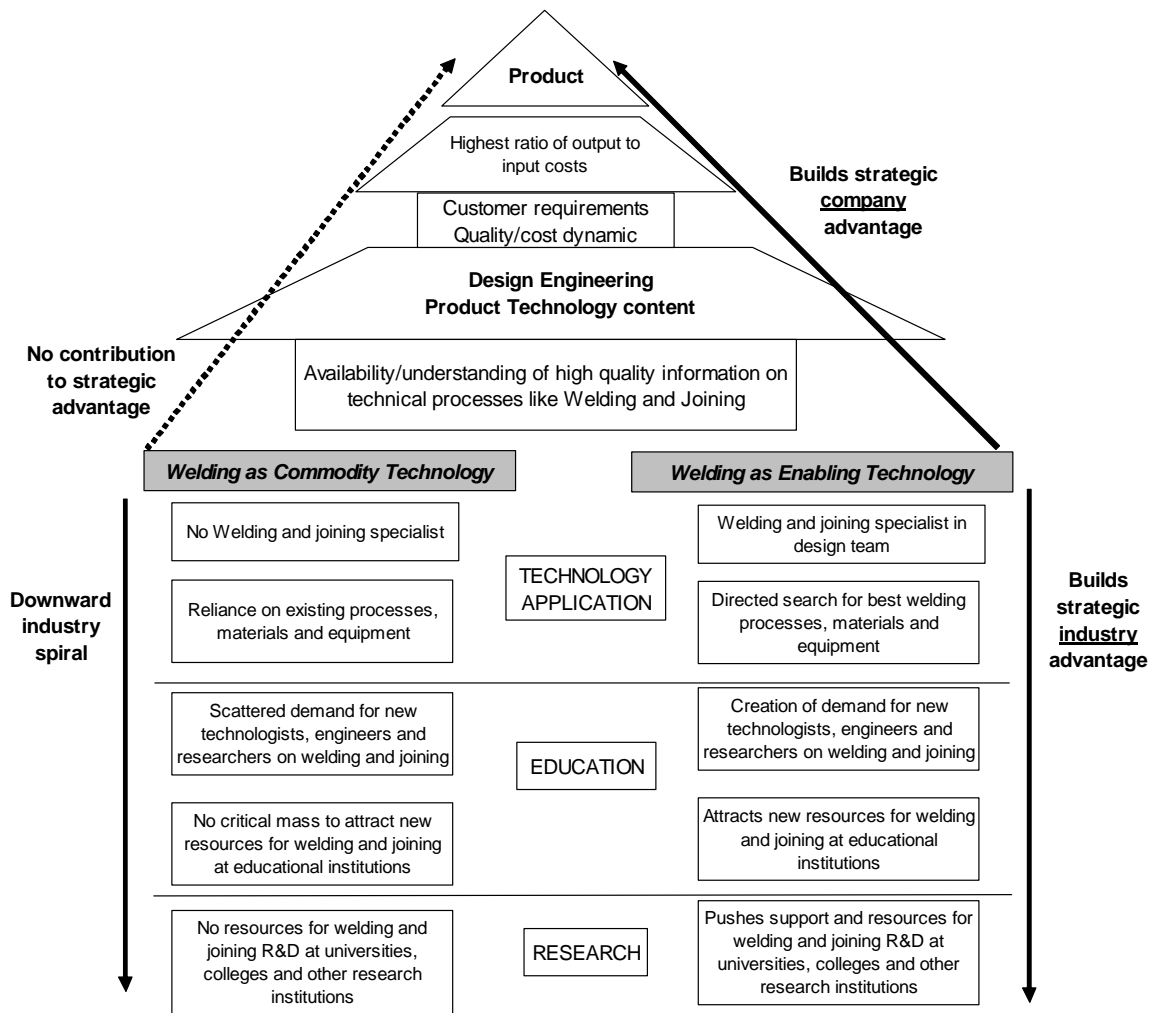 Product
Highest ratio of output to
input costs
Builds strategic
company
advantage
Customer requirements
Quality/cost dynamic
Design Engineering
Product Technology content
No contribution
to strategic
advantage
Availability/understanding of high quality information on
technical processes like Welding and Joining
Welding as Commodity Technology
Welding as Enabling Technology
No Welding and joining specialist
Welding and joining specialist in
design team
TECHNOLOGY
APPLICATION
Downward
industry
spiral
Reliance on existing processes,
materials and equipment
Directed search for best welding
processes, materials and
equipment
Builds
strategic
industry
advantage
Scattered demand for new
technologists, engineers and
researchers on welding and joining
Creation of demand for new
technologists, engineers and
researchers on welding and joining
EDUCATION
No critical mass to attract new
resources for welding and joining
at educational institutions
Attracts new resources for welding
and joining at educational
institutions
No resources for welding and
joining R&D at universities,
colleges and other research
institutions
RESEARCH
Pushes support and resources for
welding and joining R&D at
universities, colleges and other
research institutions